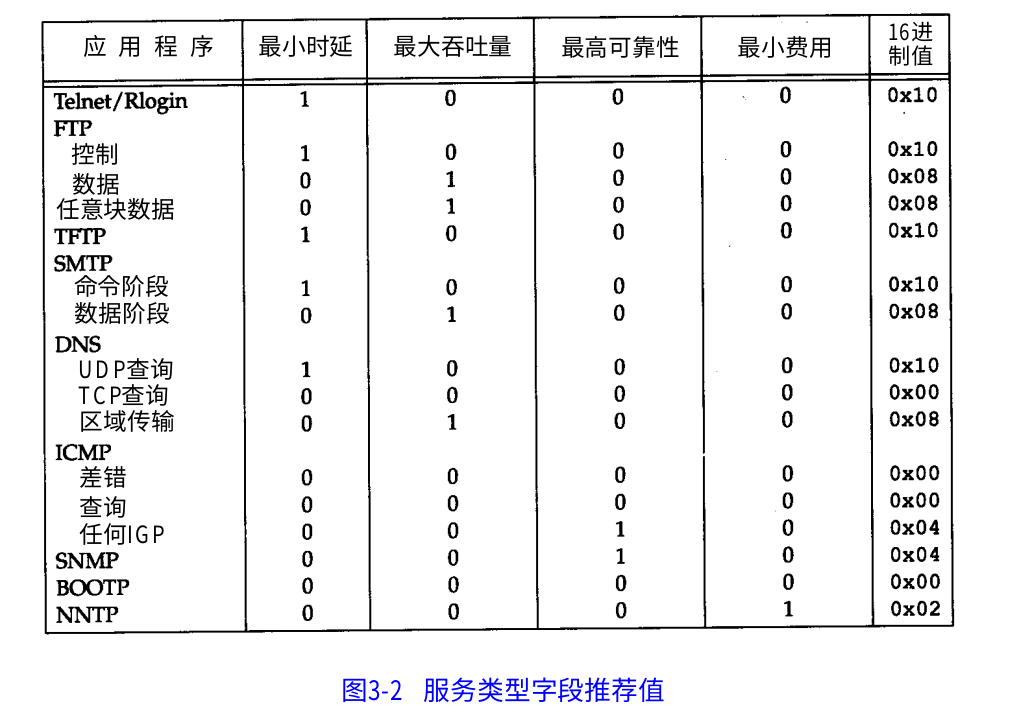 应用程序 最小时延 最大吞吐量 最高可靠性 最小费用 16进制值
Telnet/Rlogin 1 0 0 0 0x10
FTP
控制 1 0 0 0 0x10
数据 0 1 0 0 0x08
任意块数据 0 1 0 0 0x08
TFTP 1 0 0 0 0x10
SMTP
命令阶段 1 0 0 0 0x10
数据阶段 0 1 0 0 0x08
DNS
UDP查询 1 0 0 0 0x10
TCP查询 0 0 0 0 0x00
区域传输 0 1 0 0 0x08
ICMP
差错 0 0 0 0 0x00
查询 0 0 0 0 0x00
任何IGP 0 0 1 0 0x04
SNMP 0 0 1 0 0x04
BOOTP 0 0 0 0 0x00
NNTP 0 0 0 1 0x02
图3-2 服务类型字段推荐值